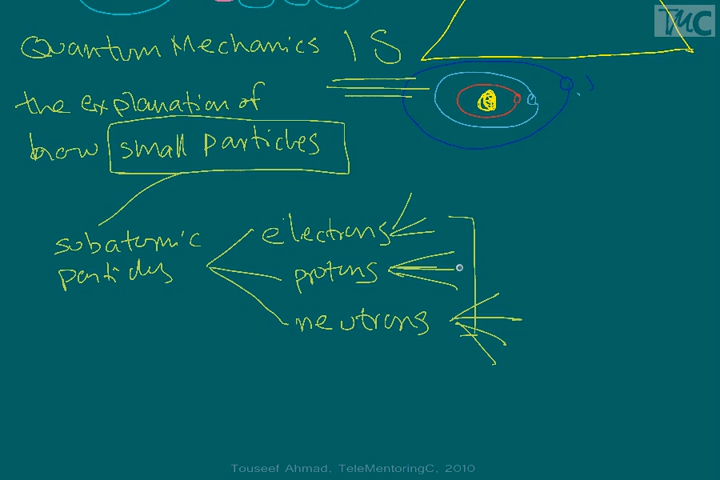 TMC
Quantum Mechanics IS
the explanation of
how small particles
subatomic
particles
electrons
protons
neutrons
Touseef Ahmad, TeleMentoringC, 2010